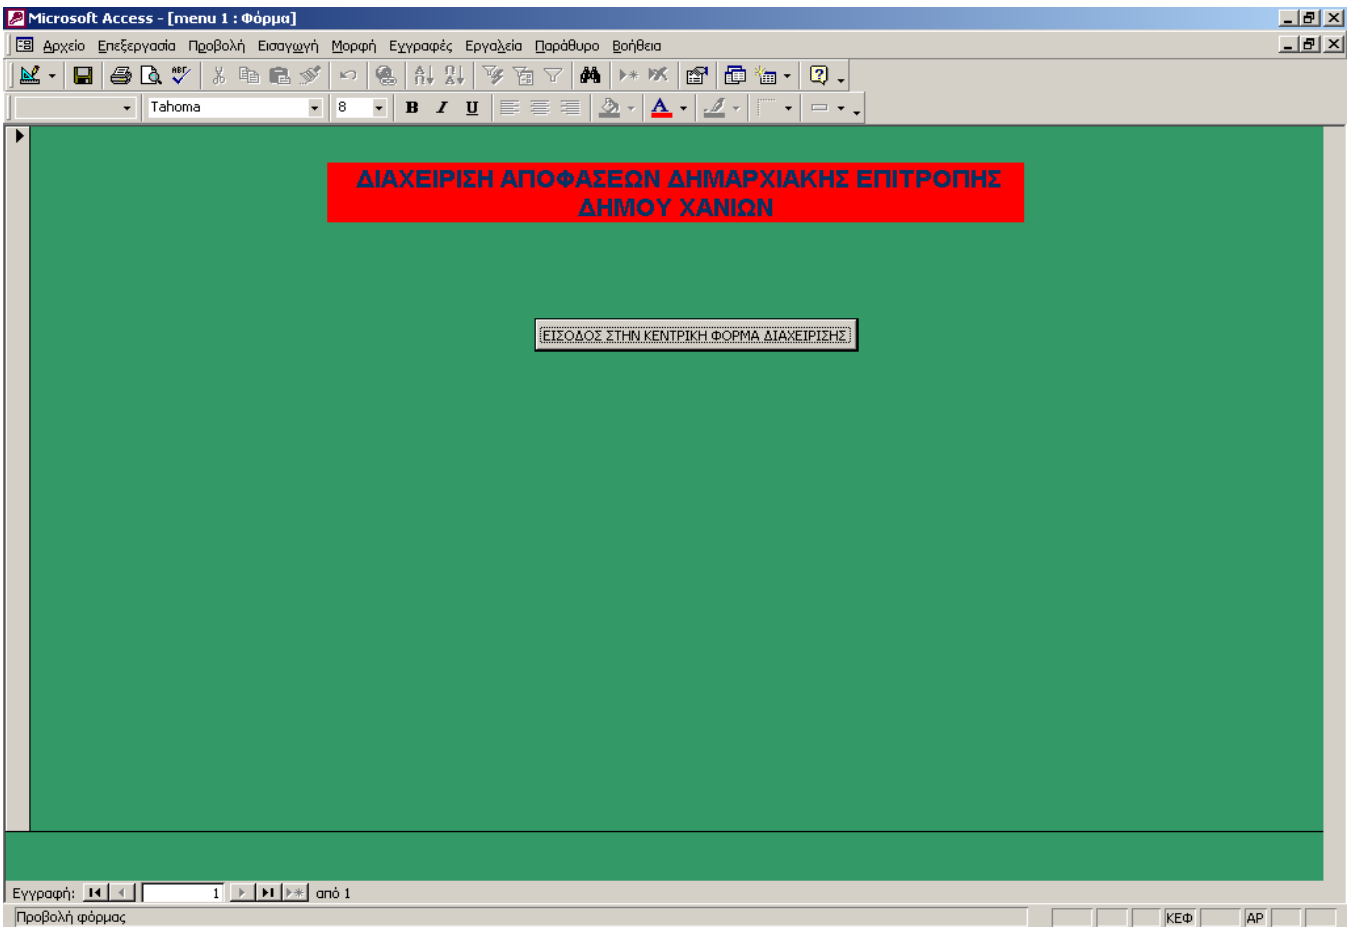 Microsoft Access - [menu 1 : Φόρμα]
Αρχείο Επεξεργασία Προβολή Εισαγωγή Μορφή Εγγραφές Εργαλεία Παράθυρο Βοήθεια
Tahoma 8 B I U A
ΔΙΑΧΕΙΡΙΣΗ ΑΠΟΦΑΣΕΩΝ ΔΗΜΑΡΧΙΑΚΗΣ ΕΠΙΤΡΟΠΗΣ
ΔΗΜΟΥ ΧΑΝΙΩΝ
ΕΙΣΟΔΟΣ ΣΤΗΝ ΚΕΝΤΡΙΚΗ ΦΟΡΜΑ ΔΙΑΧΕΙΡΙΣΗΣ
Εγγραφή: 1 από 1
Προβολή φόρμας ΚΕΦ ΑΡ